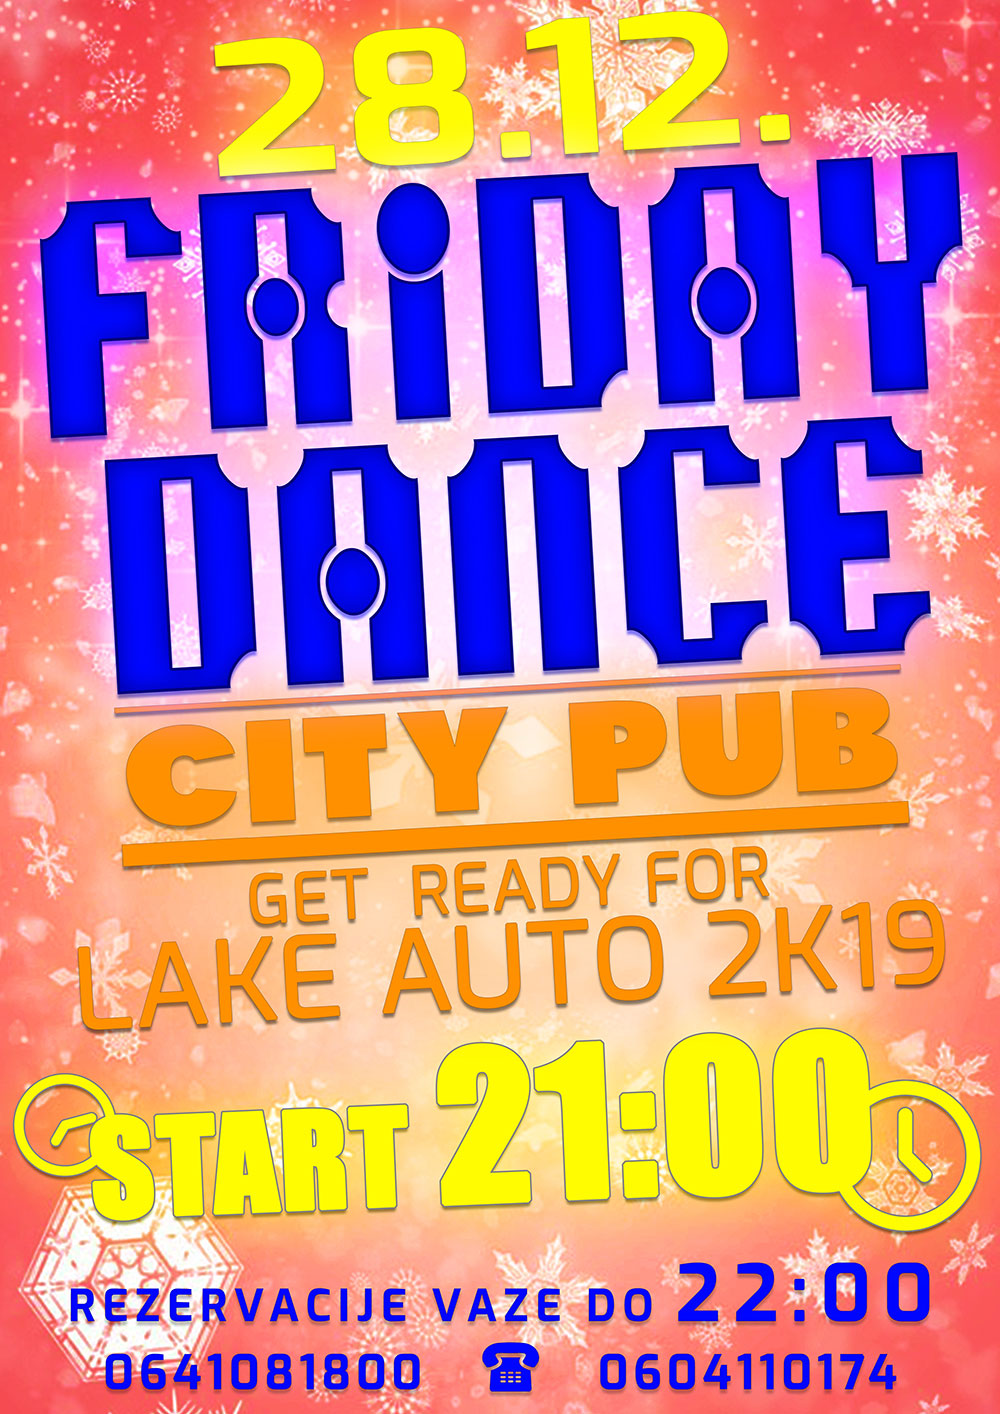 28.12.
FRiDAY
DANCE
CITY PUB
GET READY FOR
LAKE AUTO 2K19
START 21:00
REZERVACIJE VAZE DO 22:00
0641081800 0604110174